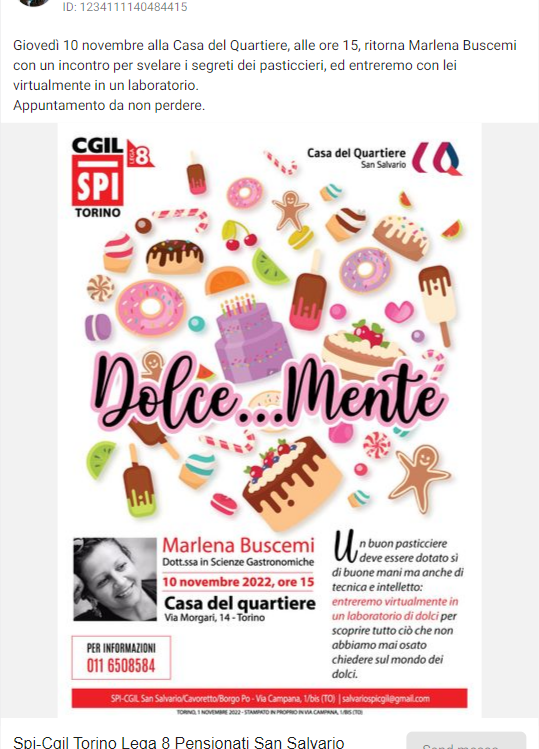 ID: 1234111140484415
Giovedì 10 novembre alla Casa del Quartiere, alle ore 15, ritorna Marlena Buscemi
con un incontro per svelare i segreti dei pasticcieri, ed entreremo con lei
virtualmente in un laboratorio.
Appuntamento da non perdere.
CGIL
LEGA 8
SPI
TORINO
Casa del Quartiere
San Salvario
CQ
Dolce...Mente
Marlena Buscemi
Dott.ssa in Scienze Gastronomiche
10 novembre 2022, ore 15
Casa del quartiere
Via Morgari, 14 - Torino
PER INFORMAZIONI
011 6508584
Un buon pasticciere
deve essere dotato sì
di buone mani ma anche di
tecnica e intelletto:
entreremo virtualmente in
un laboratorio di dolci per
scoprire tutto ciò che non
abbiamo mai osato
chiedere sul mondo dei
dolci.
SPI-CGIL San Salvario/Cavoretto/Borgo Po - Via Campana, 1/bis (TO) | salvariospicgil@gmail.com
TORINO, 1 NOVEMBRE 2022 - STAMPATO IN PROPRIO IN VIA CAMPANA, 1/BIS (TO)
Spi-Cgil Torino Lega 8 Pensionati San Salvario